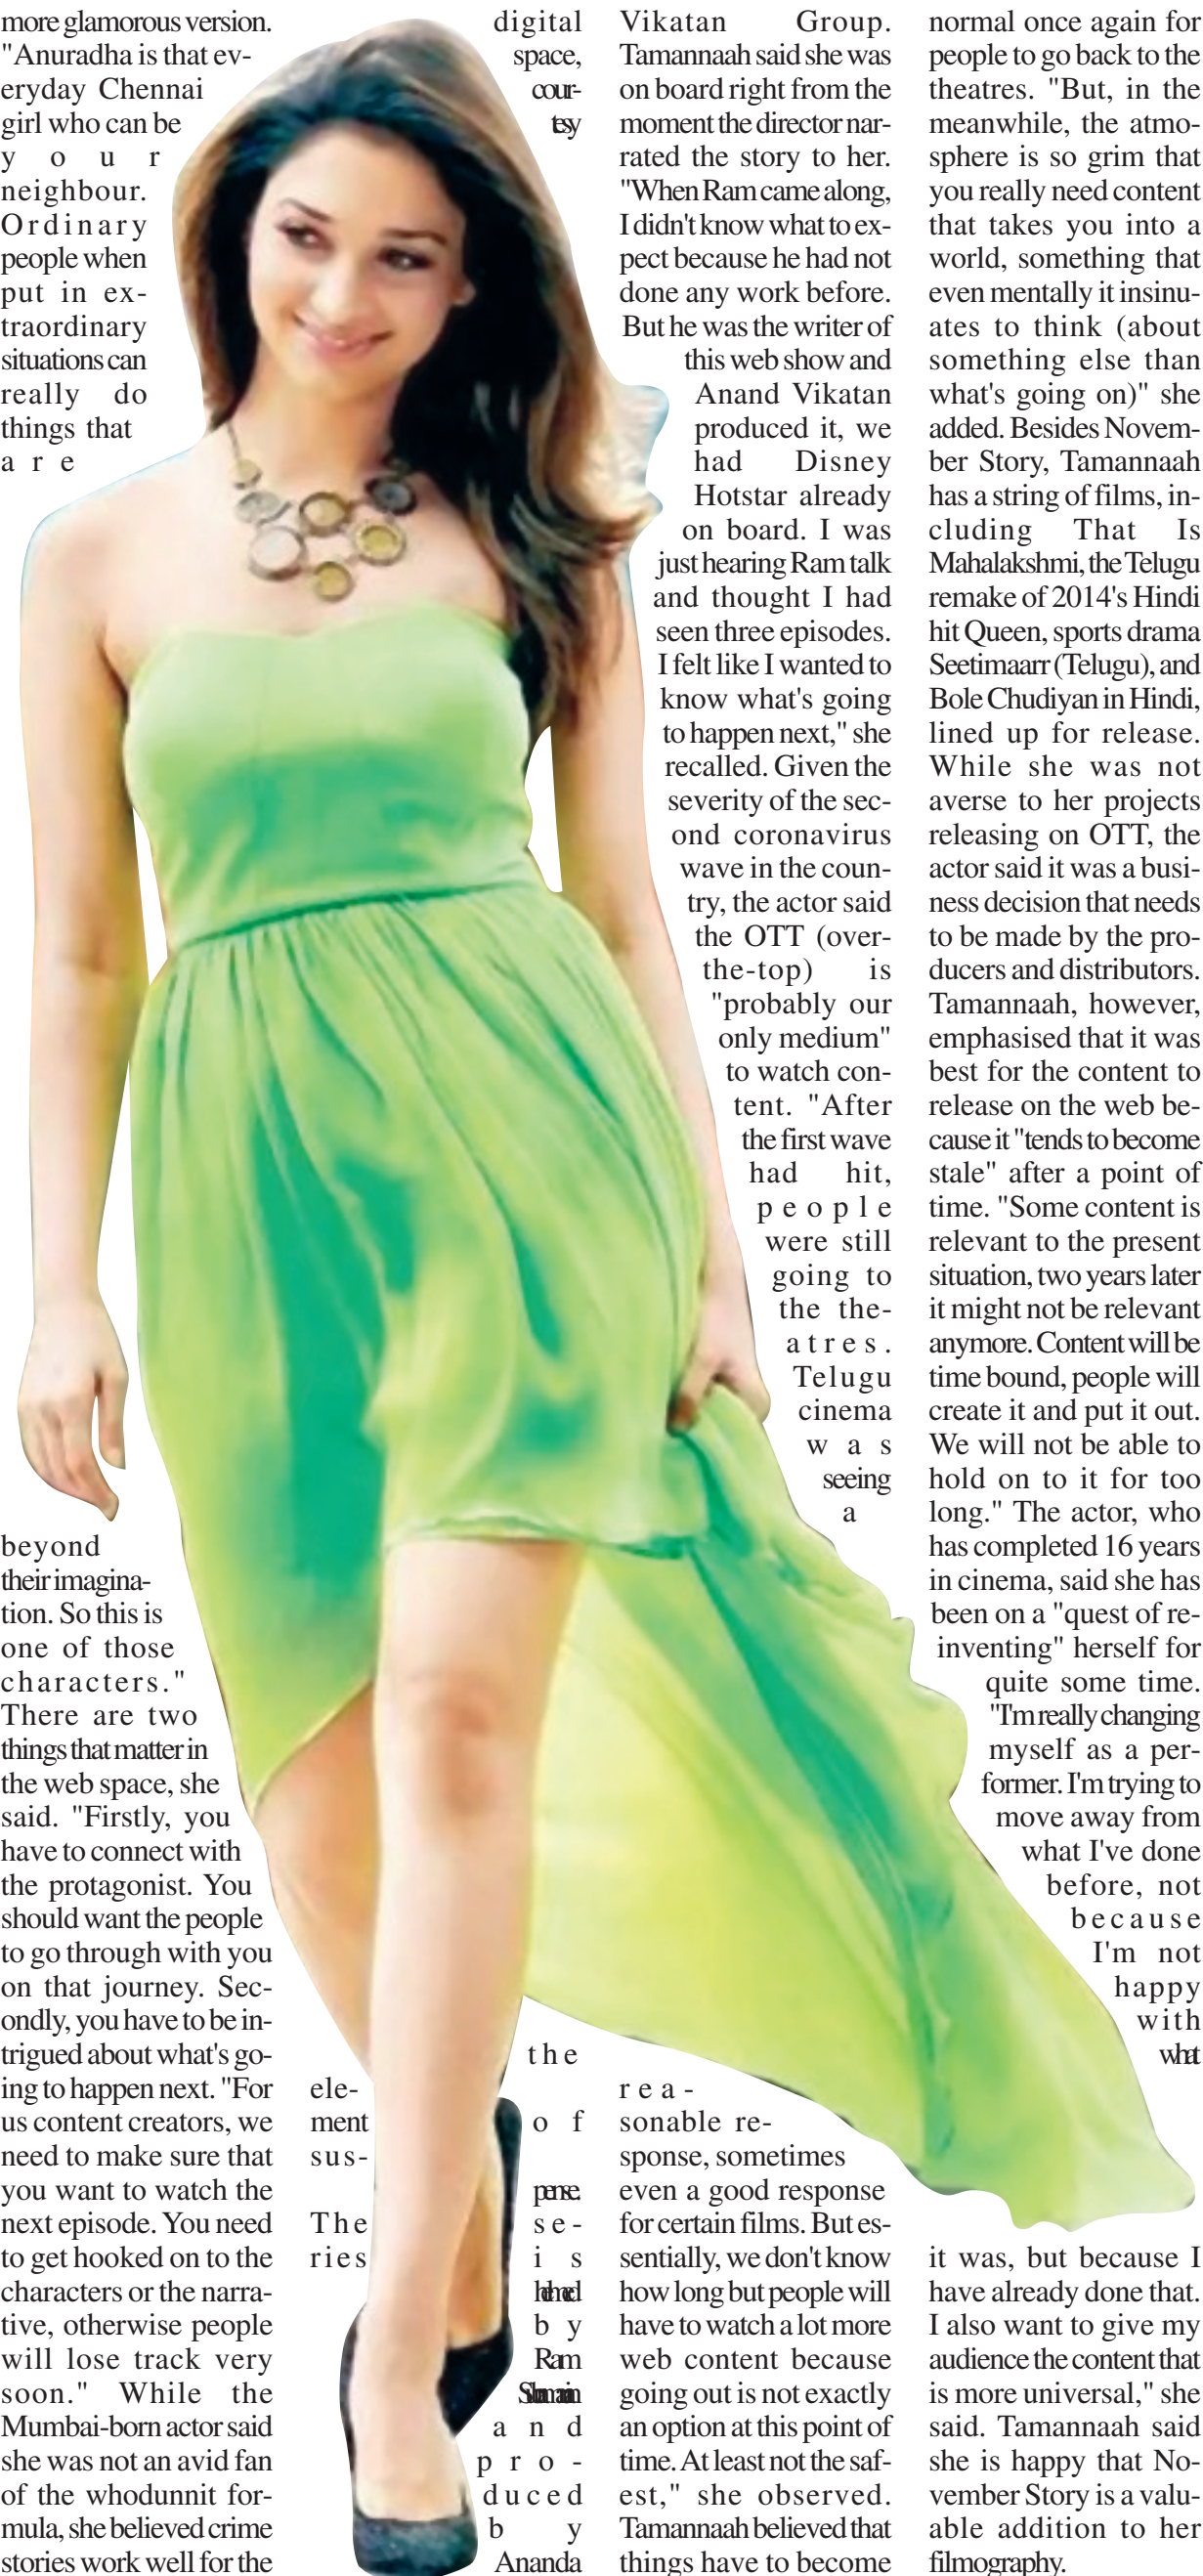 more glamorous version.
"Anuradha is that ev-
eryday Chennai
girl who can be
your
neighbour.
Ordinary
people when
put in ex-
traordinary
situations can
really do
things that
are
beyond
their imagina-
tion. So this is
one of those
characters."
There are two
things that matter in
the web space, she
said. "Firstly, you
have to connect with
the protagonist. You
should want the people
to go through with you
on that journey. Sec-
ondly, you have to be in-
trigued about what's go-
ing to happen next. "For
us content creators, we
need to make sure that
you want to watch the
next episode. You need
to get hooked on to the
characters or the narra-
tive, otherwise people
will lose track very
soon." While the
Mumbai-born actor said
she was not an avid fan
of the whodunnit for-
mula, she believed crime
stories work well for the
digital
space,
cour-
tesy
the
ele-
ment of
sus-
pense.
The se-
ries is
helmed
by
Ram
and
pro-
duced
by
Ananda
Vikatan Group.
Tamannaah said she was
on board right from the
moment the director nar-
rated the story to her.
"When Ram came along,
I didn't know what to ex-
pect because he had not
done any work before.
But he was the writer of
this web show and
Anand Vikatan
produced it, we
had Disney
Hotstar already
on board. I was
just hearing Ram talk
and thought I had
seen three episodes.
I felt like I wanted to
know what's going
to happen next," she
recalled. Given the
severity of the sec-
ond coronavirus
wave in the coun-
try, the actor said
the OTT (over-
the-top) is
"probably our
only medium"
to watch con-
tent. "After
the first wave
had hit,
people
were still
going to
the the-
atres.
Telugu
cinema
was
seeing
a
rea-
sonable re-
sponse, sometimes
even a good response
for certain films. But es-
sentially, we don't know
how long but people will
have to watch a lot more
web content because
going out is not exactly
an option at this point of
time. At least not the saf-
est," she observed.
Tamannaah believed that
things have to become
normal once again for
people to go back to the
theatres. "But, in the
meanwhile, the atmo-
sphere is so grim that
you really need content
that takes you into a
world, something that
even mentally it insinu-
ates to think (about
something else than
what's going on)" she
added. Besides Novem-
ber Story, Tamannaah
has a string of films, in-
cluding That Is
Mahalakshmi, the Telugu
remake of 2014's Hindi
hit Queen, sports drama
Seetimaarr (Telugu), and
Bole Chudiyan in Hindi,
lined up for release.
While she was not
averse to her projects
releasing on OTT, the
actor said it was a busi-
ness decision that needs
to be made by the pro-
ducers and distributors.
Tamannaah, however,
emphasised that it was
best for the content to
release on the web be-
cause it "tends to become
stale" after a point of
time. "Some content is
relevant to the present
situation, two years later
it might not be relevant
anymore. Content will be
time bound, people will
create it and put it out.
We will not be able to
hold on to it for too
long." The actor, who
has completed 16 years
in cinema, said she has
been on a "quest of re-
inventing" herself for
quite some time.
"I'm really changing
myself as a per-
former. I'm trying to
move away from
what I've done
before, not
because
I'm not
happy
with
what
it was, but because I
have already done that.
I also want to give my
audience the content that
is more universal," she
said. Tamannaah said
she is happy that No-
vember Story is a valu-
able addition to her
filmography.